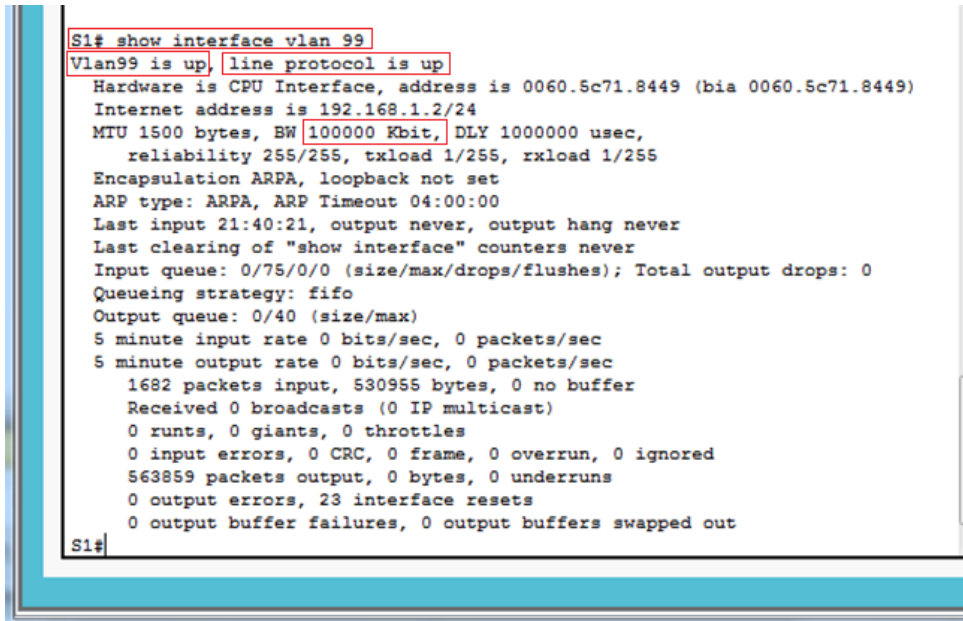 S1# show interface vlan 99
Vlan99 is up, line protocol is up
Hardware is CPU Interface, address is 0060.5c71.8449 (bia 0060.5c71.8449)
Internet address is 192.168.1.2/24
MTU 1500 bytes, BW 100000 Kbit, DLY 1000000 usec,
reliability 255/255, txload 1/255, rxload 1/255
Encapsulation ARPA, loopback not set
ARP type: ARPA, ARP Timeout 04:00:00
Last input 21:40:21, output never, output hang never
Last clearing of "show interface" counters never
Input queue: 0/75/0/0 (size/max/drops/flushes); Total output drops: 0
Queueing strategy: fifo
Output queue: 0/40 (size/max)
5 minute input rate 0 bits/sec, 0 packets/sec
5 minute output rate 0 bits/sec, 0 packets/sec
1682 packets input, 530955 bytes, 0 no buffer
Received 0 broadcasts (0 IP multicast)
0 runts, 0 giants, 0 throttles
0 input errors, 0 CRC, 0 frame, 0 overrun, 0 ignored
563859 packets output, 0 bytes, 0 underruns
0 output errors, 23 interface resets
0 output buffer failures, 0 output buffers swapped out
S1#